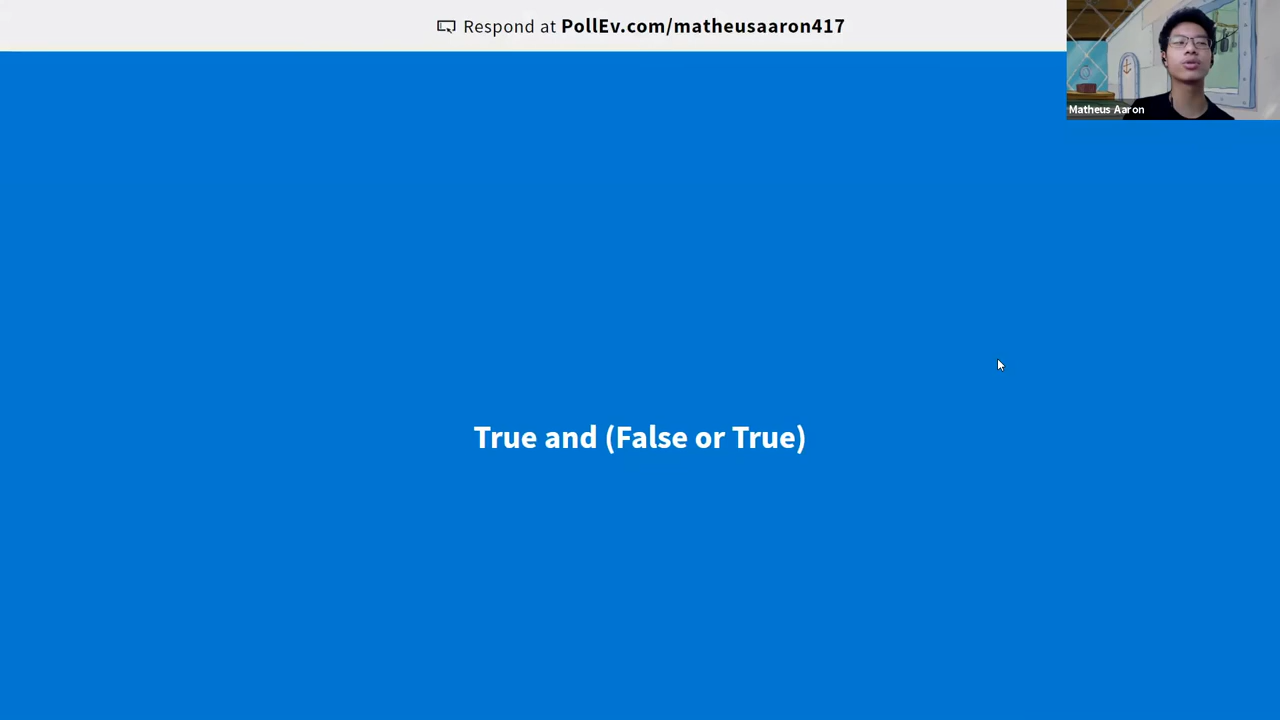 Respond at PollEv.com/matheusaaron417
Matheus Aaron
True and (False or True)